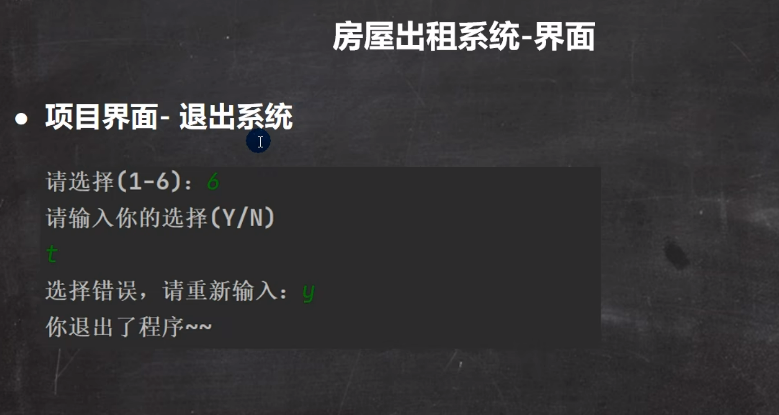 房屋出租系统-界面
● 项目界面- 退出系统
请选择(1-6)：6
请输入你的选择(Y/N)
t
选择错误，请重新输入：y
你退出了程序~~